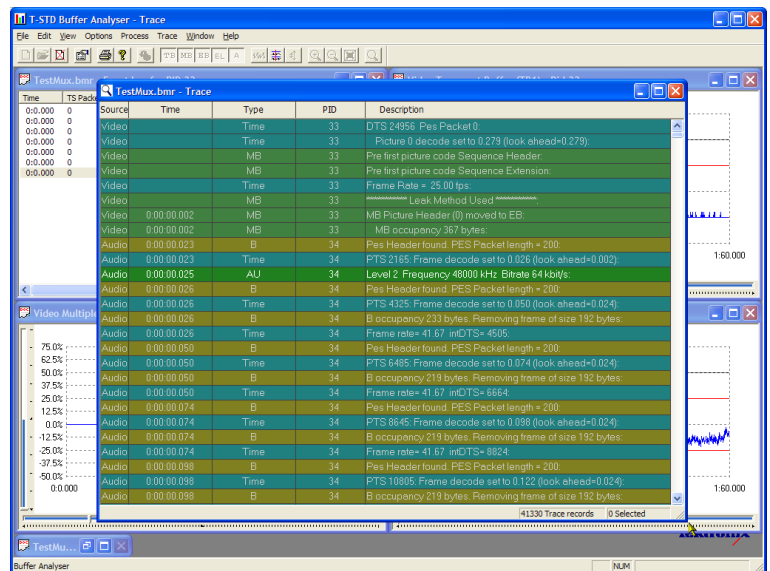 T-STD Buffer Analyser - Trace
File Edit View Options Process Trace Window Help
TB MB EB EL A
TestMux.bmr
TestMux.bmr - Trace
Time TS Packe
0:0.000 0
0:0.000 0
0:0.000 0
0:0.000 0
0:0.000 0
0:0.000 0
Source Time Type PID Description
Video Time 33 DTS 24956 Pes Packet 0:
Video Time 33 Picture 0 decode set to 0.279 (look ahead=0.279):
Video MB 33 Pre first picture code Sequence Header:
Video MB 33 Pre first picture code Sequence Extension:
Video Time 33 Frame Rate = 25.00 fps:
Video MB 33 *********** Leak Method Used ***********:
Video 0:00:00.002 MB 33 MB Picture Header (0) moved to EB:
Video 0:00:00.002 MB 33 MB occupancy 367 bytes:
Audio 0:00:00.023 B 34 Pes Header found. PES Packet length = 200:
Audio 0:00:00.023 Time 34 PTS 2165: Frame decode set to 0.026 (look ahead=0.002):
Audio 0:00:00.025 AU 34 Level 2 Frequency 48000 kHz Bitrate 64 kbit/s:
Audio 0:00:00.026 B 34 Pes Header found. PES Packet length = 200:
Audio 0:00:00.026 Time 34 PTS 4325: Frame decode set to 0.050 (look ahead=0.024):
Audio 0:00:00.026 B 34 B occupancy 233 bytes. Removing frame of size 192 bytes:
Audio 0:00:00.026 Time 34 Frame rate= 41.67 intDTS= 4505:
Audio 0:00:00.050 B 34 Pes Header found. PES Packet length = 200:
Audio 0:00:00.050 Time 34 PTS 6485: Frame decode set to 0.074 (look ahead=0.024):
Audio 0:00:00.050 B 34 B occupancy 219 bytes. Removing frame of size 192 bytes:
Audio 0:00:00.050 Time 34 Frame rate= 41.67 intDTS= 6664:
Audio 0:00:00.074 B 34 Pes Header found. PES Packet length = 200:
Audio 0:00:00.074 Time 34 PTS 8645: Frame decode set to 0.098 (look ahead=0.024):
Audio 0:00:00.074 B 34 B occupancy 219 bytes. Removing frame of size 192 bytes:
Audio 0:00:00.074 Time 34 Frame rate= 41.67 intDTS= 8824:
Audio 0:00:00.098 B 34 Pes Header found. PES Packet length = 200:
Audio 0:00:00.098 Time 34 PTS 10805: Frame decode set to 0.122 (look ahead=0.024):
Audio 0:00:00.098 B 34 B occupancy 219 bytes. Removing frame of size 192 bytes:
41330 Trace records 0 Selected
1:60.000
Video Multiple
75.0%
62.5%
50.0%
37.5%
25.0%
12.5%
0.0%
-12.5%
-25.0%
-37.5%
-50.0%
0:0.000
1:60.000
TestMu...
Buffer Analyser
NUM